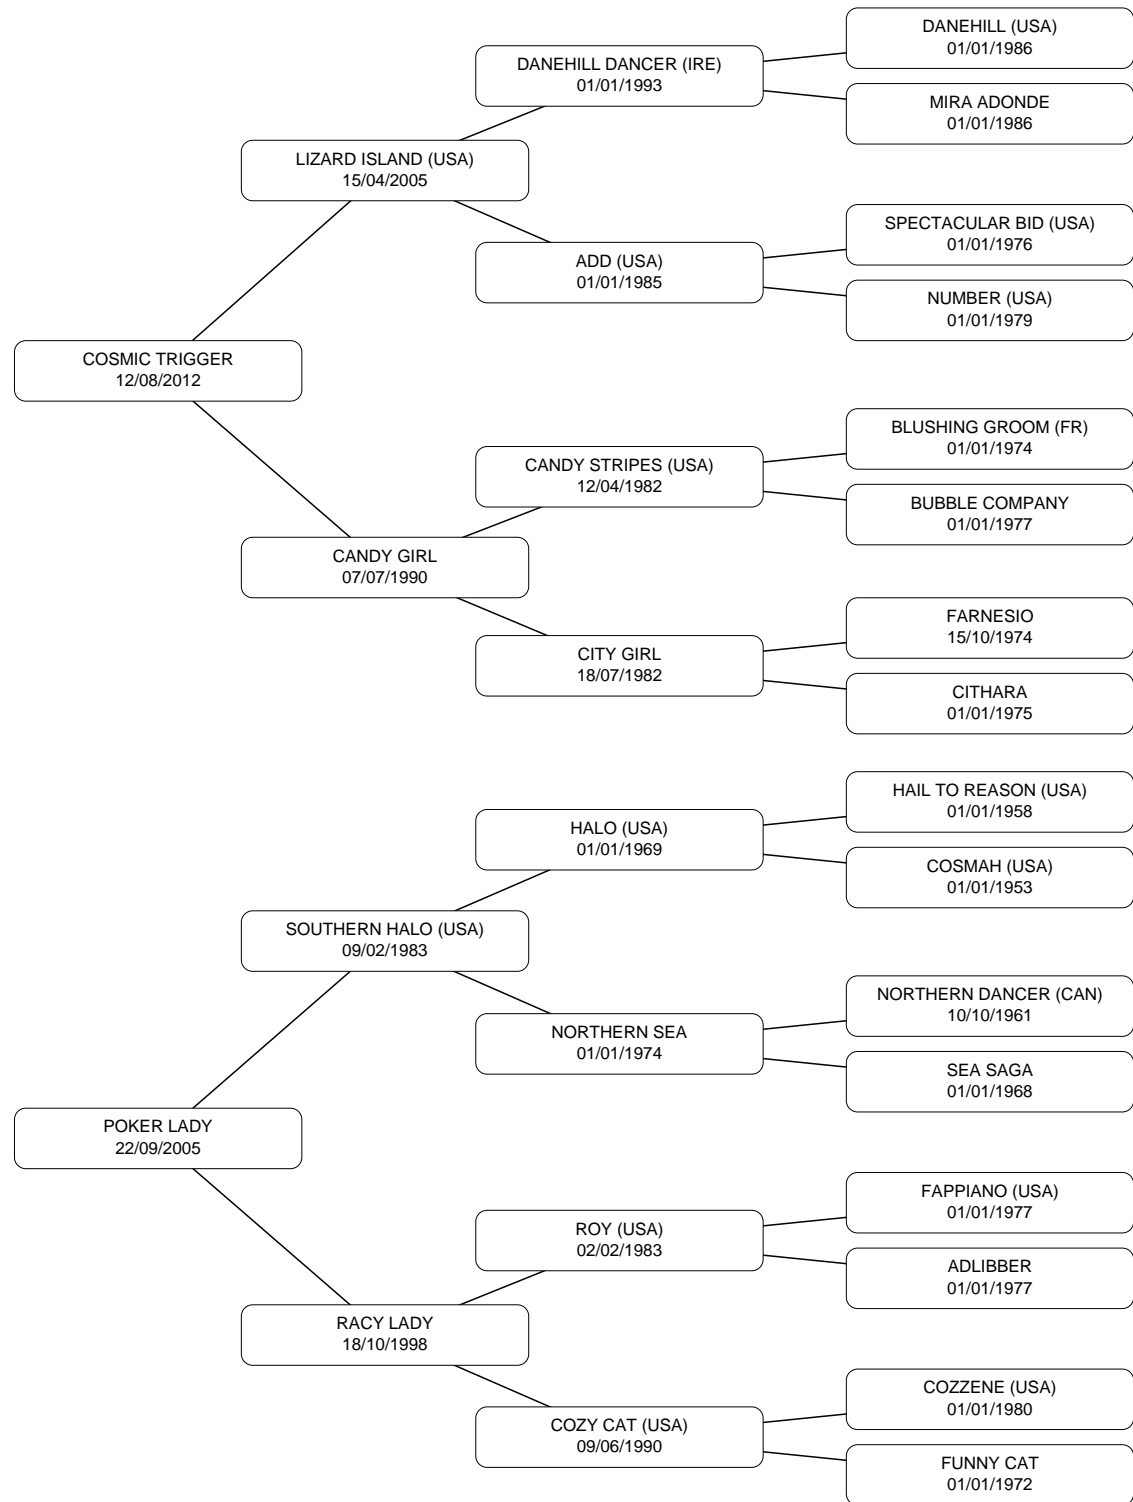 DANEHILL (USA)
01/01/1986
DANEHILL DANCER (IRE)
01/01/1993
MIRA ADONDE
01/01/1986
LIZARD ISLAND (USA)
15/04/2005
SPECTACULAR BID (USA)
01/01/1976
ADD (USA)
01/01/1985
NUMBER (USA)
01/01/1979
COSMIC TRIGGER
12/08/2012
BLUSHING GROOM (FR)
01/01/1974
CANDY STRIPES (USA)
12/04/1982
BUBBLE COMPANY
01/01/1977
CANDY GIRL
07/07/1990
FARNESIO
15/10/1974
CITY GIRL
18/07/1982
CITHARA
01/01/1975
HAIL TO REASON (USA)
01/01/1958
HALO (USA)
01/01/1969
COSMAH (USA)
01/01/1953
SOUTHERN HALO (USA)
09/02/1983
NORTHERN DANCER (CAN)
10/10/1961
NORTHERN SEA
01/01/1974
SEA SAGA
01/01/1968
POKER LADY
22/09/2005
FAPPIANO (USA)
01/01/1977
ROY (USA)
02/02/1983
ADLIBBER
01/01/1977
RACY LADY
18/10/1998
COZZENE (USA)
01/01/1980
COZY CAT (USA)
09/06/1990
FUNNY CAT
01/01/1972